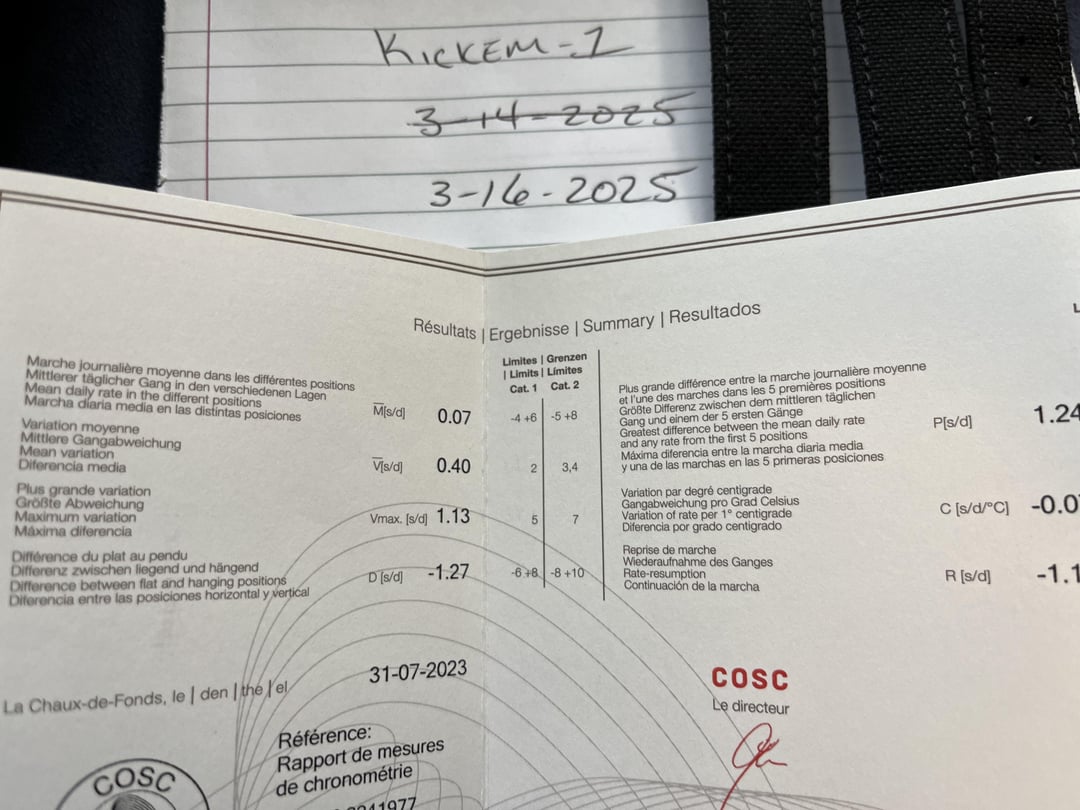 KICKEM-1
3-14-2025
3-16-2025
Résultats | Ergebnisse | Summary | Resultados
Marche journalière moyenne dans les différentes positions
Mittlerer täglicher Gang in den verschiedenen Lagen
Mean daily rate in the different positions
Marcha diaria media en las distintas posiciones
M̅[s/d] 0.07
Variation moyenne
Mittlere Gangabweichung
Mean variation
Diferencia media
V̅[s/d] 0.40
Plus grande variation
Größte Abweichung
Maximum variation
Máxima diferencia
Vmax. [s/d] 1.13
Différence du plat au pendu
Differenz zwischen liegend und hängend
Difference between flat and hanging positions
Diferencia entre las posiciones horizontal y vertical
D [s/d] -1.27
Limites | Grenzen
| Limits | Límites
Cat. 1 Cat. 2
-4 +6 -5 +8
2 3,4
5 7
-6 +8 -8 +10
Plus grande différence entre la marche journalière moyenne
et l'une des marches dans les 5 premières positions
Größte Differenz zwischen dem mittleren täglichen
Gang und einem der 5 ersten Gänge
Greatest difference between the mean daily rate
and any rate from the first 5 positions
Máxima diferencia entre la marcha diaria media
y una de las marchas en las 5 primeras posiciones
P[s/d] 1.24
Variation par degré centigrade
Gangabweichung pro Grad Celsius
Variation of rate per 1° centigrade
Diferencia por grado centigrado
C [s/d/°C] -0.0
Reprise de marche
Wiederaufnahme des Ganges
Rate-resumption
Continuación de la marcha
R [s/d] -1.1
La Chaux-de-Fonds, le | den | the | el 31-07-2023
COSC
Le directeur
Référence:
Rapport de mesures
de chronométrie
COSC